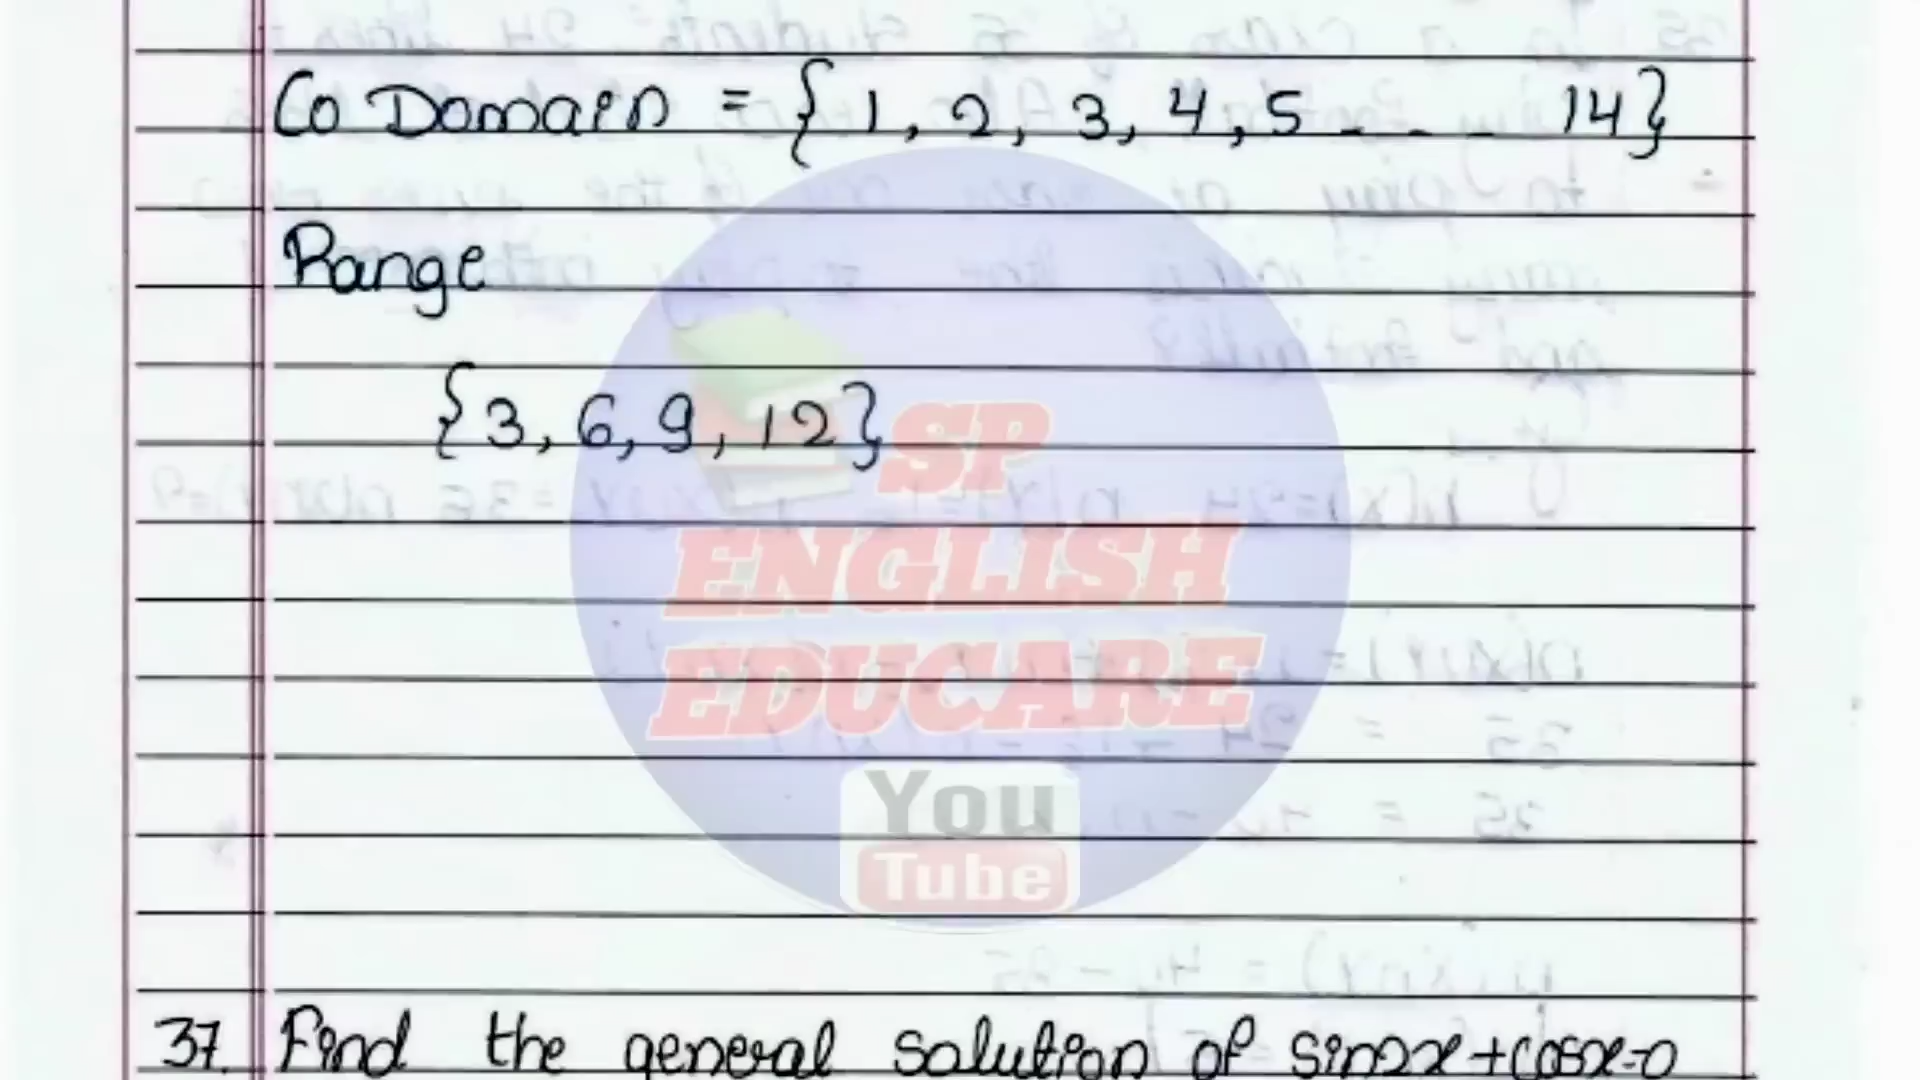 Co Domain = { 1, 2, 3, 4, 5 - - - 14}
Range
{3, 6, 9, 12}
SP
ENGLISH
EDUCARE
You
Tube
37. Find the general solution of sin2x+cosx=0